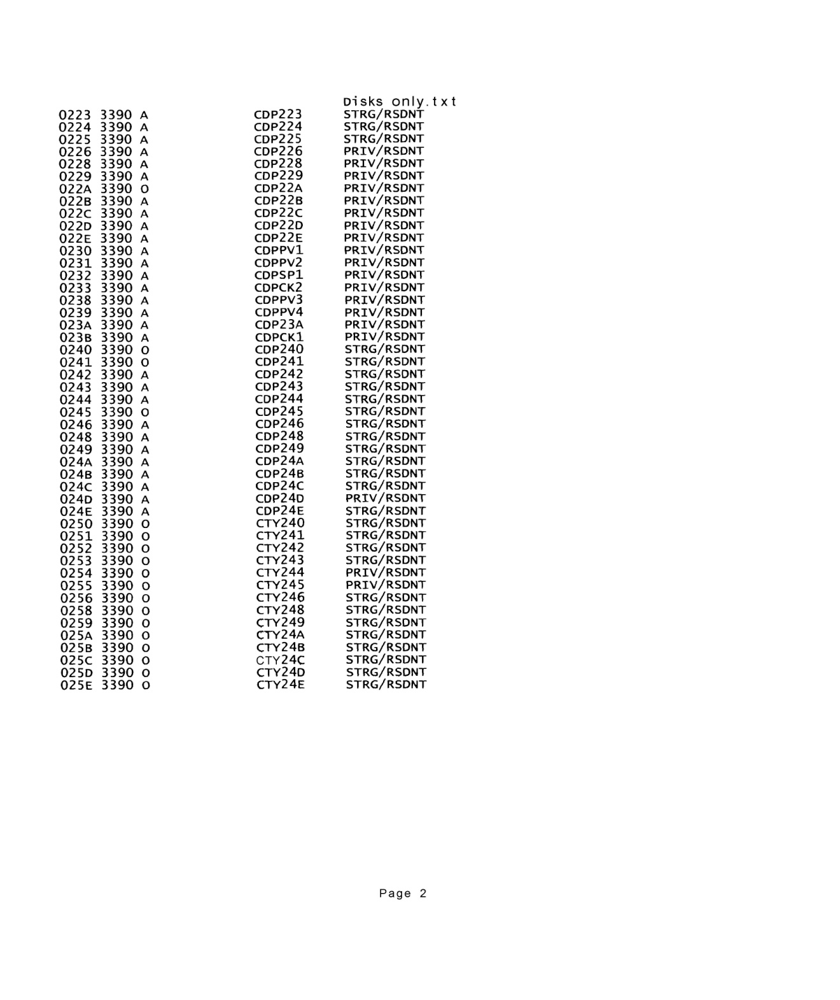 Disks only.txt
0223 3390 A CDP223 STRG/RSDNT
0224 3390 A CDP224 STRG/RSDNT
0225 3390 A CDP225 STRG/RSDNT
0226 3390 A CDP226 PRIV/RSDNT
0228 3390 A CDP228 PRIV/RSDNT
0229 3390 A CDP229 PRIV/RSDNT
022A 3390 O CDP22A PRIV/RSDNT
022B 3390 A CDP22B PRIV/RSDNT
022C 3390 A CDP22C PRIV/RSDNT
022D 3390 A CDP22D PRIV/RSDNT
022E 3390 A CDP22E PRIV/RSDNT
0230 3390 A CDPPV1 PRIV/RSDNT
0231 3390 A CDPPV2 PRIV/RSDNT
0232 3390 A CDPSP1 PRIV/RSDNT
0233 3390 A CDPCK2 PRIV/RSDNT
0238 3390 A CDPPV3 PRIV/RSDNT
0239 3390 A CDPPV4 PRIV/RSDNT
023A 3390 A CDP23A PRIV/RSDNT
023B 3390 A CDPCK1 PRIV/RSDNT
0240 3390 O CDP240 STRG/RSDNT
0241 3390 O CDP241 STRG/RSDNT
0242 3390 A CDP242 STRG/RSDNT
0243 3390 A CDP243 STRG/RSDNT
0244 3390 A CDP244 STRG/RSDNT
0245 3390 O CDP245 STRG/RSDNT
0246 3390 A CDP246 STRG/RSDNT
0248 3390 A CDP248 STRG/RSDNT
0249 3390 A CDP249 STRG/RSDNT
024A 3390 A CDP24A STRG/RSDNT
024B 3390 A CDP24B STRG/RSDNT
024C 3390 A CDP24C STRG/RSDNT
024D 3390 A CDP24D PRIV/RSDNT
024E 3390 A CDP24E STRG/RSDNT
0250 3390 O CTY240 STRG/RSDNT
0251 3390 O CTY241 STRG/RSDNT
0252 3390 O CTY242 STRG/RSDNT
0253 3390 O CTY243 STRG/RSDNT
0254 3390 O CTY244 PRIV/RSDNT
0255 3390 O CTY245 PRIV/RSDNT
0256 3390 O CTY246 STRG/RSDNT
0258 3390 O CTY248 STRG/RSDNT
0259 3390 O CTY249 STRG/RSDNT
025A 3390 O CTY24A STRG/RSDNT
025B 3390 O CTY24B STRG/RSDNT
025C 3390 O CTY24C STRG/RSDNT
025D 3390 O CTY24D STRG/RSDNT
025E 3390 O CTY24E STRG/RSDNT
Page 2